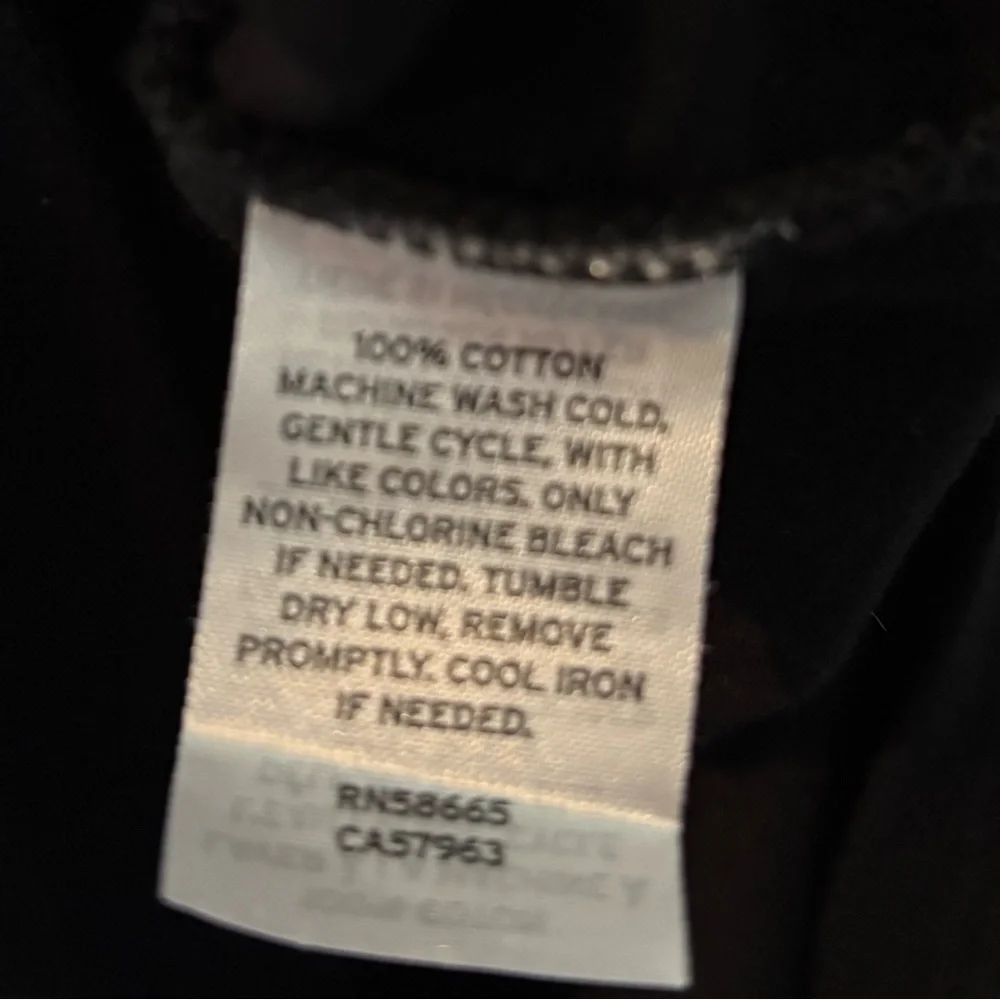 100% COTTON
MACHINE WASH COLD,
GENTLE CYCLE, WITH
LIKE COLORS. ONLY
NON-CHLORINE BLEACH
IF NEEDED. TUMBLE
DRY LOW, REMOVE
PROMPTLY. COOL IRON
IF NEEDED.
RN58665
CA57963